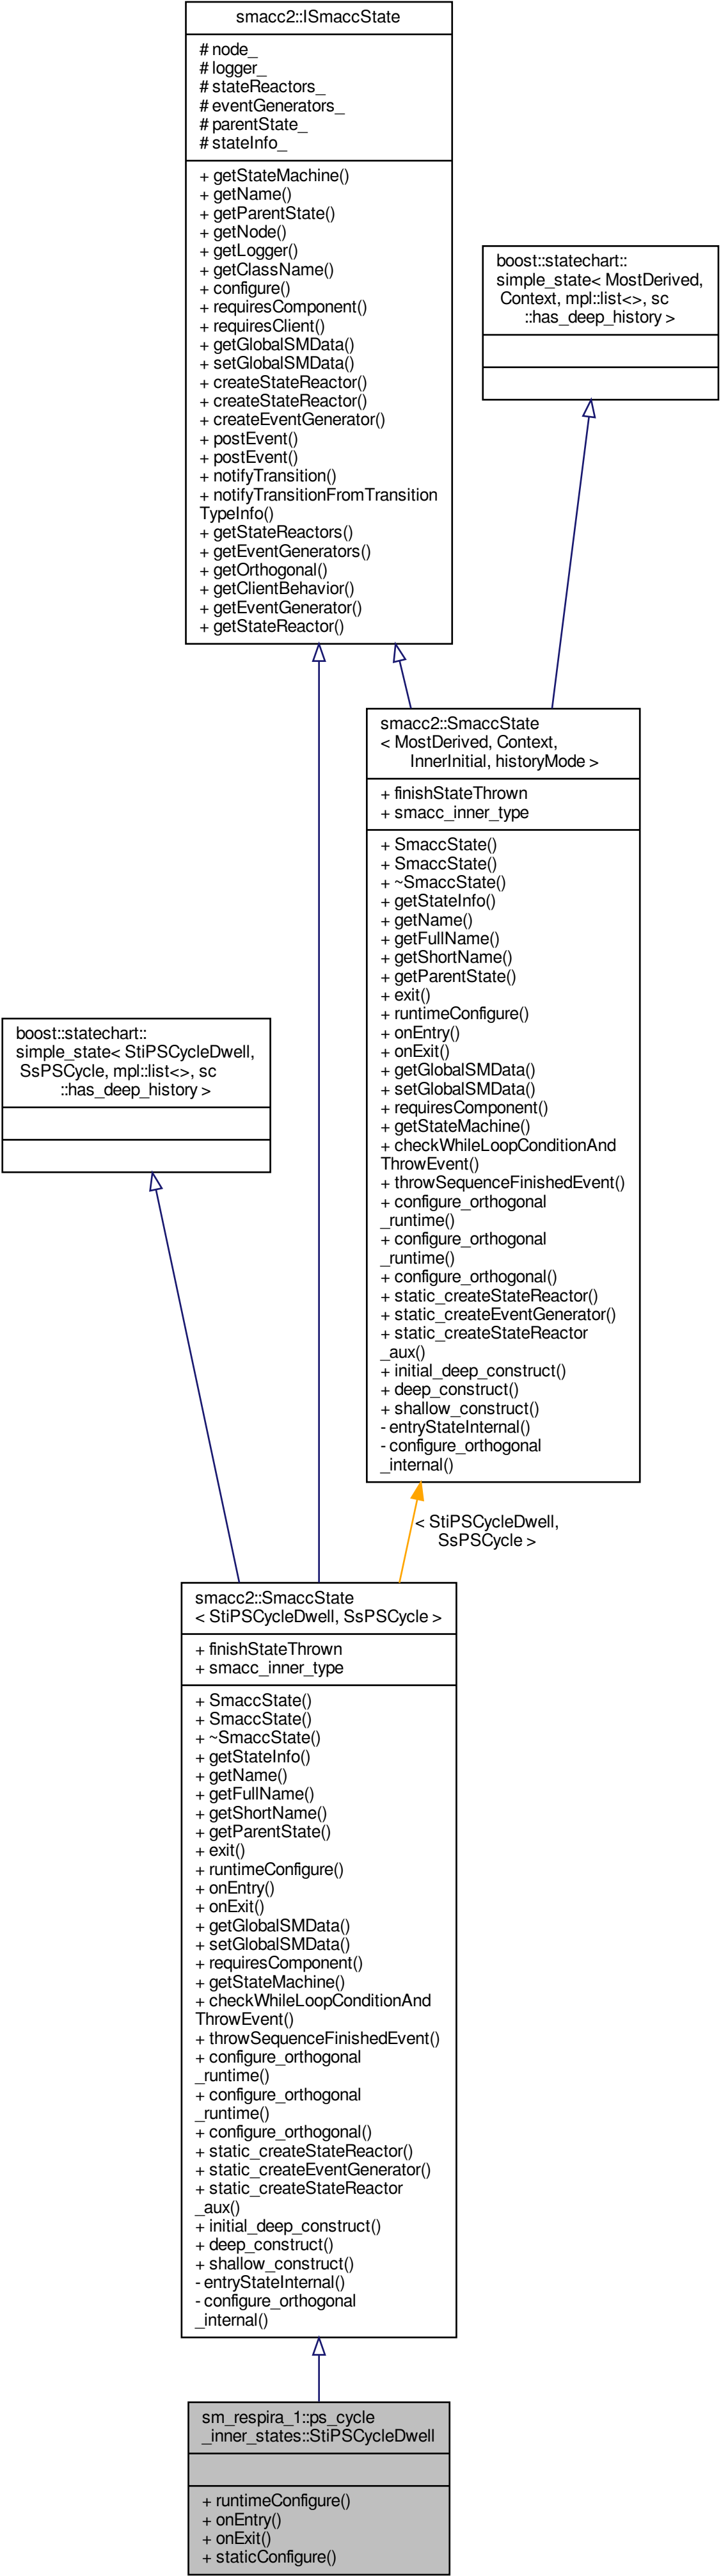 smacc2::ISmaccState
# node_
# logger_
# stateReactors_
# eventGenerators_
# parentState_
# stateInfo_
+ getStateMachine()
+ getName()
+ getParentState()
+ getNode()
+ getLogger()
+ getClassName()
+ configure()
+ requiresComponent()
+ requiresClient()
+ getGlobalSMData()
+ setGlobalSMData()
+ createStateReactor()
+ createStateReactor()
+ createEventGenerator()
+ postEvent()
+ postEvent()
+ notifyTransition()
+ notifyTransitionFromTransition
TypeInfo()
+ getStateReactors()
+ getEventGenerators()
+ getOrthogonal()
+ getClientBehavior()
+ getEventGenerator()
+ getStateReactor()
boost::statechart::
simple_state< MostDerived,
Context, mpl::list<>, sc
::has_deep_history >
smacc2::SmaccState
< MostDerived, Context,
InnerInitial, historyMode >
+ finishStateThrown
+ smacc_inner_type
+ SmaccState()
+ SmaccState()
+ ~SmaccState()
+ getStateInfo()
+ getName()
+ getFullName()
+ getShortName()
+ getParentState()
+ exit()
+ runtimeConfigure()
+ onEntry()
+ onExit()
+ getGlobalSMData()
+ setGlobalSMData()
+ requiresComponent()
+ getStateMachine()
+ checkWhileLoopConditionAnd
ThrowEvent()
+ throwSequenceFinishedEvent()
+ configure_orthogonal
_runtime()
+ configure_orthogonal
_runtime()
+ configure_orthogonal()
+ static_createStateReactor()
+ static_createEventGenerator()
+ static_createStateReactor
_aux()
+ initial_deep_construct()
+ deep_construct()
+ shallow_construct()
- entryStateInternal()
- configure_orthogonal
_internal()
boost::statechart::
simple_state< StiPSCycleDwell,
SsPSCycle, mpl::list<>, sc
::has_deep_history >
< StiPSCycleDwell,
SsPSCycle >
smacc2::SmaccState
< StiPSCycleDwell, SsPSCycle >
+ finishStateThrown
+ smacc_inner_type
+ SmaccState()
+ SmaccState()
+ ~SmaccState()
+ getStateInfo()
+ getName()
+ getFullName()
+ getShortName()
+ getParentState()
+ exit()
+ runtimeConfigure()
+ onEntry()
+ onExit()
+ getGlobalSMData()
+ setGlobalSMData()
+ requiresComponent()
+ getStateMachine()
+ checkWhileLoopConditionAnd
ThrowEvent()
+ throwSequenceFinishedEvent()
+ configure_orthogonal
_runtime()
+ configure_orthogonal
_runtime()
+ configure_orthogonal()
+ static_createStateReactor()
+ static_createEventGenerator()
+ static_createStateReactor
_aux()
+ initial_deep_construct()
+ deep_construct()
+ shallow_construct()
- entryStateInternal()
- configure_orthogonal
_internal()
sm_respira_1::ps_cycle
_inner_states::StiPSCycleDwell
+ runtimeConfigure()
+ onEntry()
+ onExit()
+ staticConfigure()